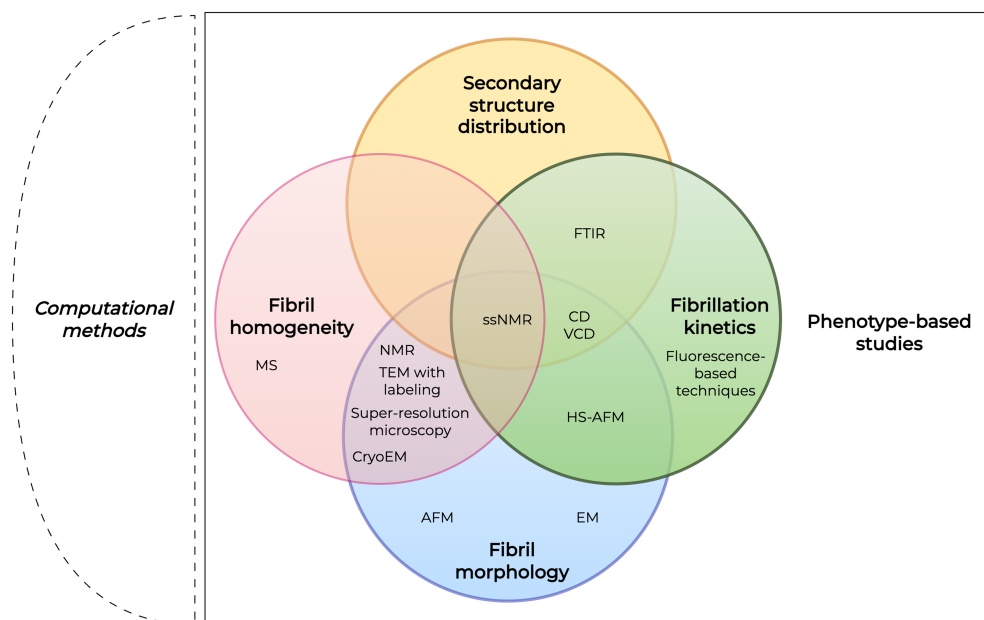 Secondary
structure
distribution
FTIR
Computational
methods
Fibril
homogeneity
ssNMR
CD
VCD
Fibrillation
kinetics
Phenotype-based
studies
MS
NMR
TEM with
labeling
Super-resolution
microscopy
CryoEM
Fluorescence-
based
techniques
HS-AFM
AFM
EM
Fibril
morphology